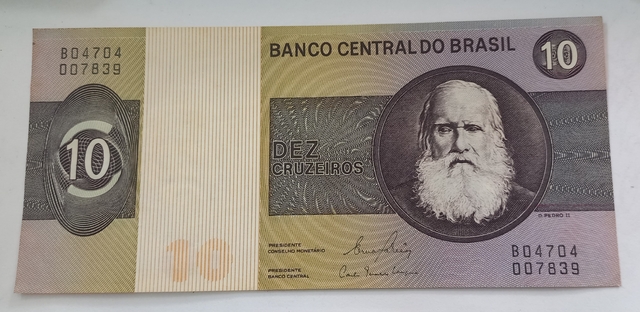 B04704
007839
BANCO CENTRAL DO BRASIL
10
10
DEZ
CRUZEIROS
D. PEDRO II
PRESIDENTE
CONSELHO MONETÁRIO
PRESIDENTE
BANCO CENTRAL
10
B04704
007839